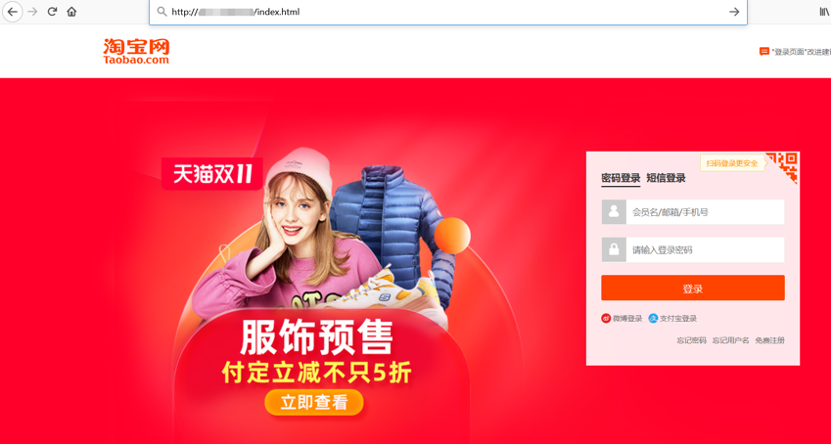 http://
/index.html
淘宝网
Taobao.com
"登录页面"改进建议
天猫双11
服饰预售
付定立减不只5折
立即查看
扫码登录更安全
密码登录 短信登录
会员名/邮箱/手机号
请输入登录密码
登录
微博登录 支付宝登录
忘记密码 忘记用户名 免费注册